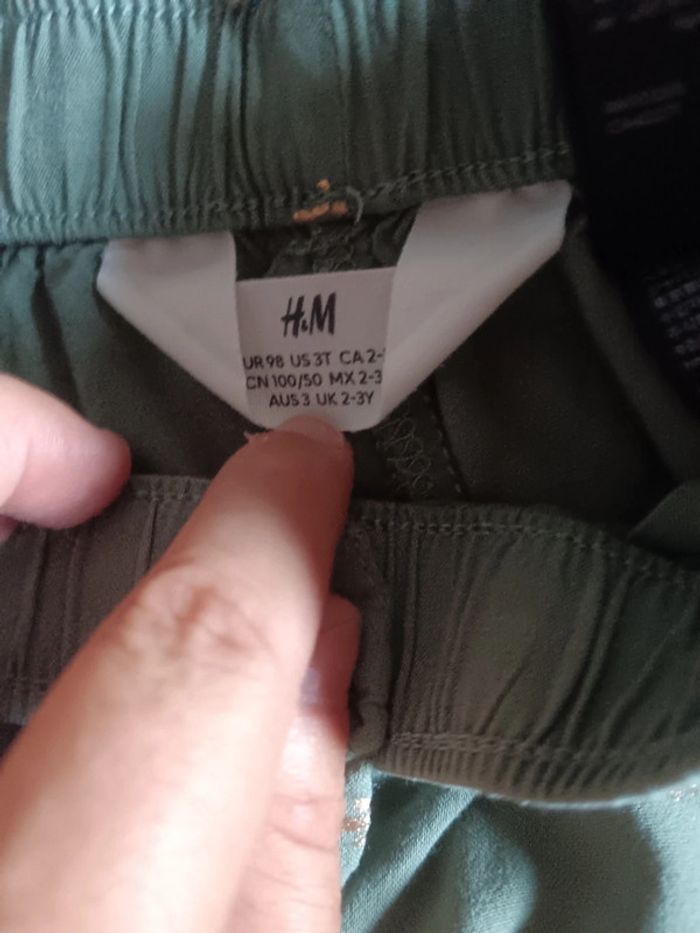 H&M
UR 98 US 3T CA 2-
CN 100/50 MX 2-3
AUS 3 UK 2-3Y